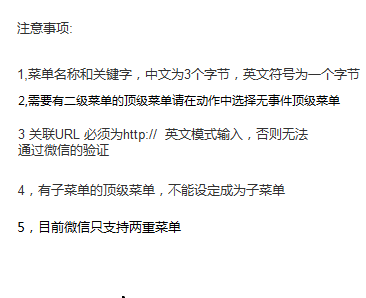 注意事项:
1,菜单名称和关键字，中文为3个字节，英文符号为一个字节
2,需要有二级菜单的顶级菜单请在动作中选择无事件顶级菜单
3 关联URL 必须为http://  英文模式输入，否则无法
通过微信的验证
4，有子菜单的顶级菜单，不能设定成为子菜单
5，目前微信只支持两重菜单